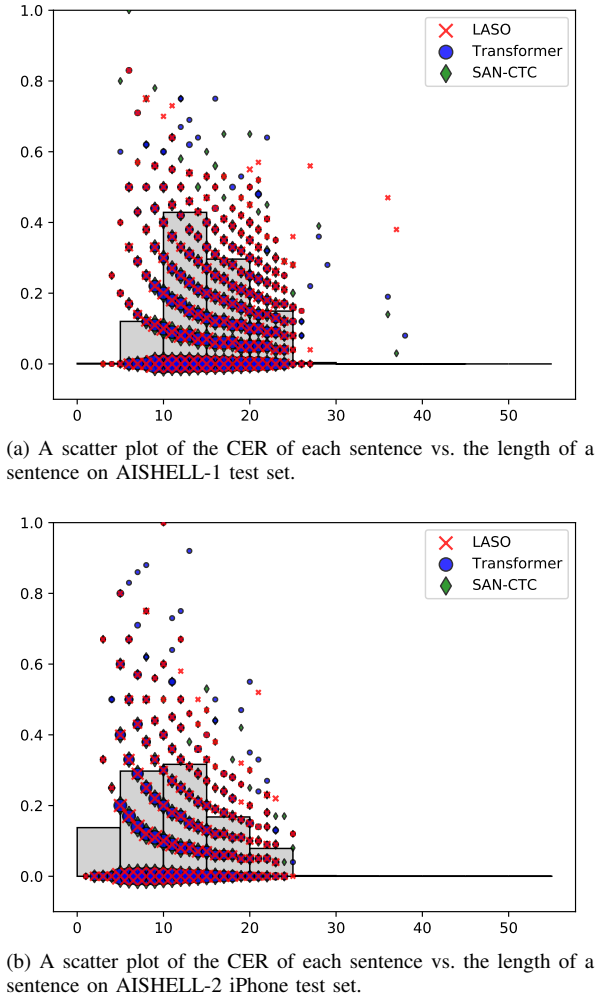 1.0
LASO
Transformer
SAN-CTC
0.8
0.6
0.4
0.2
0.0
0 10 20 30 40 50
(a) A scatter plot of the CER of each sentence vs. the length of a
sentence on AISHELL-1 test set.
1.0
LASO
Transformer
SAN-CTC
0.8
0.6
0.4
0.2
0.0
0 10 20 30 40 50
(b) A scatter plot of the CER of each sentence vs. the length of a
sentence on AISHELL-2 iPhone test set.